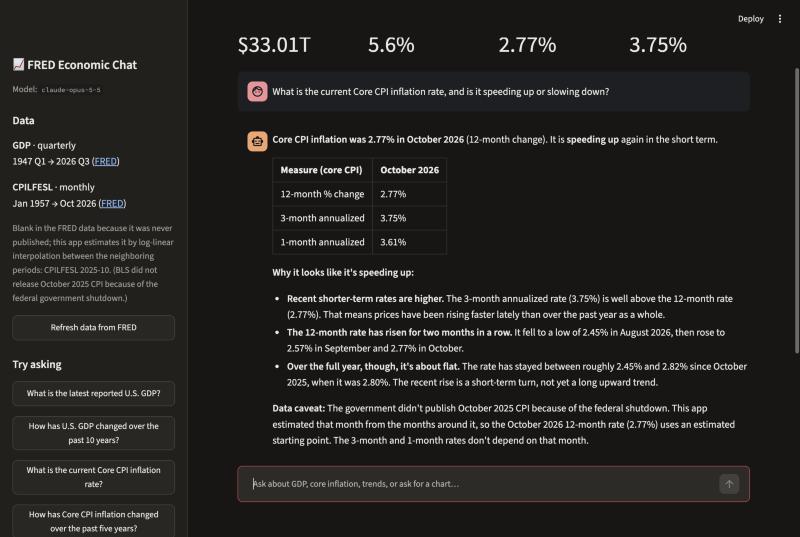 Deploy
📈 FRED Economic Chat
Model: claude-opus-5-5
Data
GDP · quarterly
1947 Q1 → 2026 Q3 (FRED)
CPILFESL · monthly
Jan 1957 → Oct 2026 (FRED)
Blank in the FRED data because it was never
published; this app estimates it by log-linear
interpolation between the neighboring
periods: CPILFESL 2025-10. (BLS did not
release October 2025 CPI because of the
federal government shutdown.)
Refresh data from FRED
Try asking
What is the latest reported U.S. GDP?
How has U.S. GDP changed over the
past 10 years?
What is the current Core CPI inflation
rate?
How has Core CPI inflation changed
over the past five years?
$33.01T 5.6% 2.77% 3.75%
What is the current Core CPI inflation rate, and is it speeding up or slowing down?
Core CPI inflation was 2.77% in October 2026 (12-month change). It is speeding up again in the short term.
Measure (core CPI) October 2026
12-month % change 2.77%
3-month annualized 3.75%
1-month annualized 3.61%
Why it looks like it's speeding up:
• Recent shorter-term rates are higher. The 3-month annualized rate (3.75%) is well above the 12-month rate
(2.77%). That means prices have been rising faster lately than over the past year as a whole.
• The 12-month rate has risen for two months in a row. It fell to a low of 2.45% in August 2026, then rose to
2.57% in September and 2.77% in October.
• Over the full year, though, it's about flat. The rate has stayed between roughly 2.45% and 2.82% since October
2025, when it was 2.80%. The recent rise is a short-term turn, not yet a long upward trend.
Data caveat: The government didn't publish October 2025 CPI because of the federal shutdown. This app
estimated that month from the months around it, so the October 2026 12-month rate (2.77%) uses an estimated
starting point. The 3-month and 1-month rates don't depend on that month.
Ask about GDP, core inflation, trends, or ask for a chart…